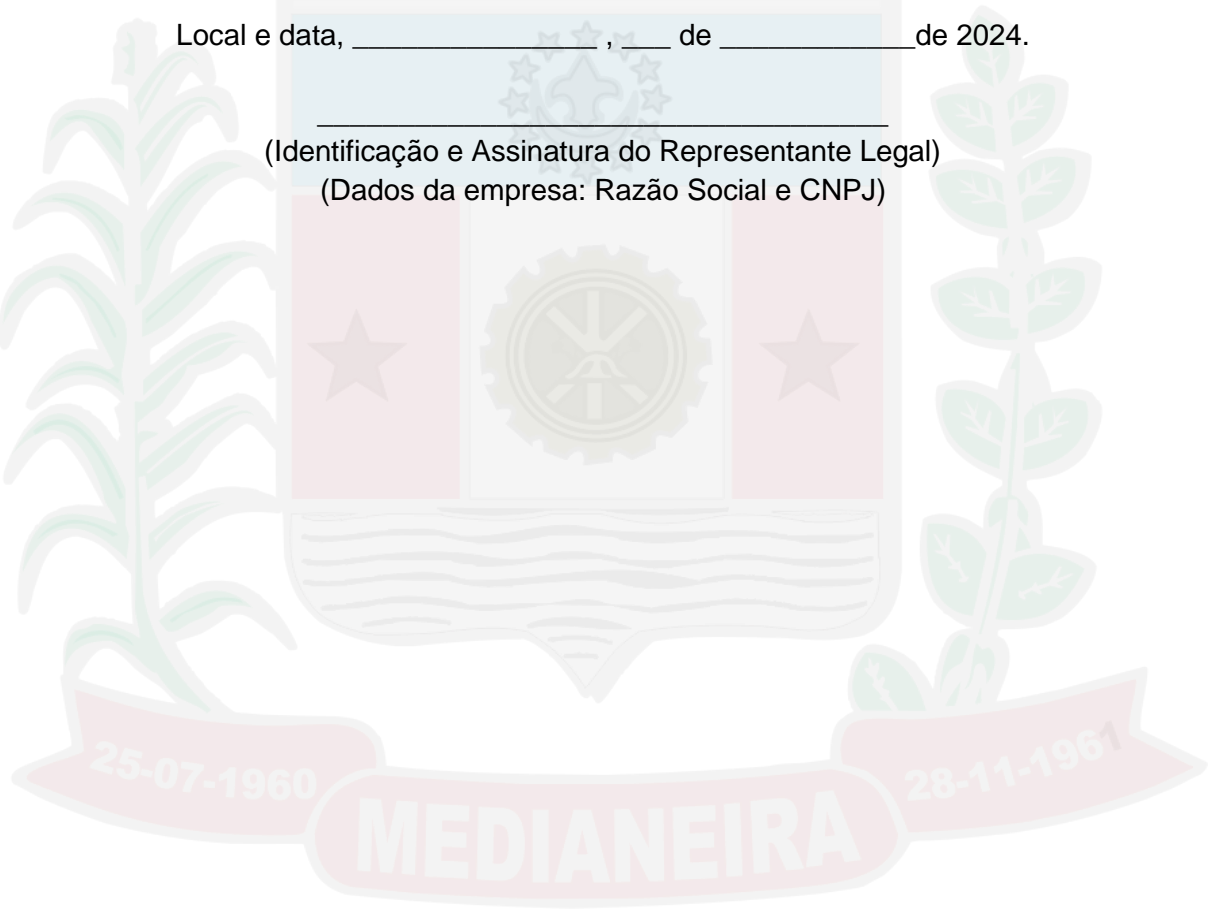 Local e data, _______________ , ___ de ____________de 2024.
___________________________________
(Identificação e Assinatura do Representante Legal)
(Dados da empresa: Razão Social e CNPJ)
25-07-1960
28-11-1961
MEDIANEIRA